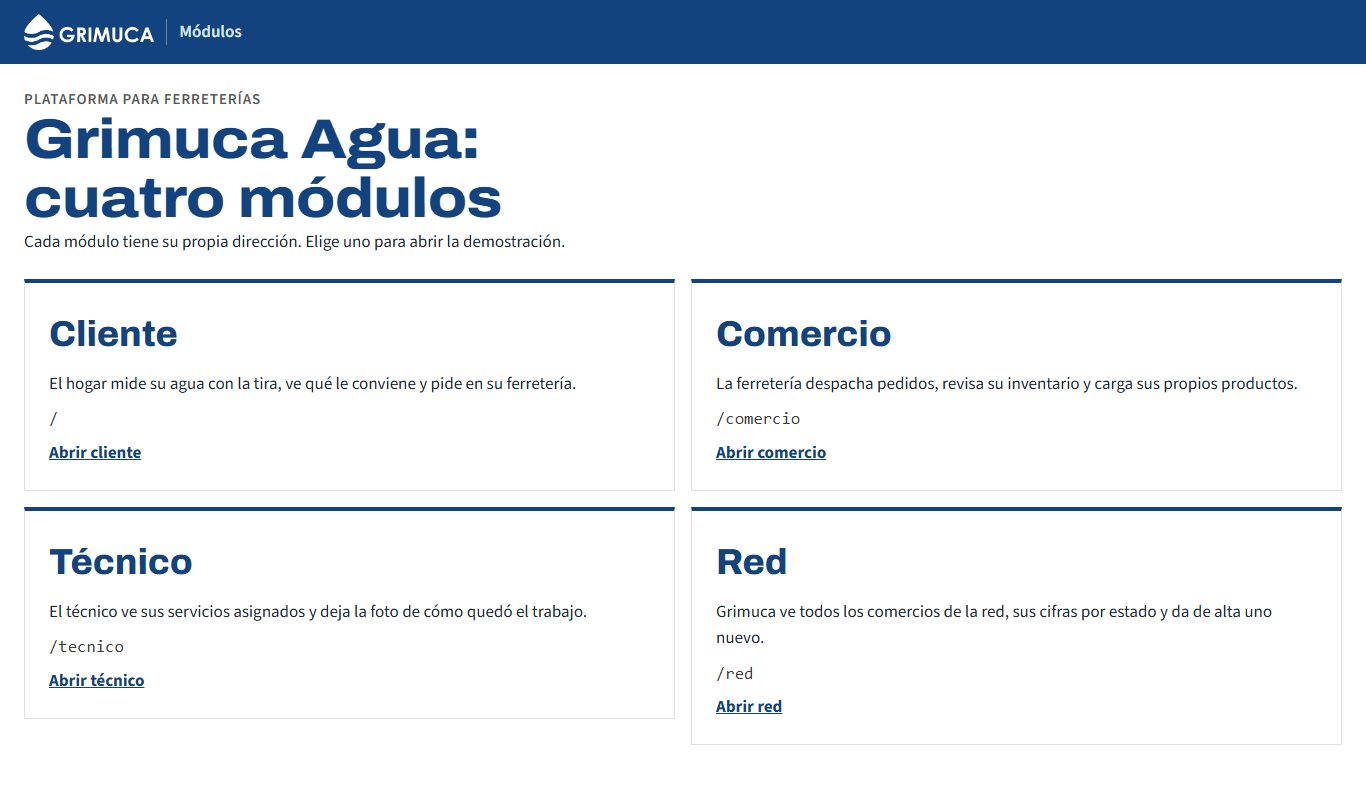 GRIMUCA
Módulos
PLATAFORMA PARA FERRETERÍAS
Grimuca Agua:
cuatro módulos
Cada módulo tiene su propia dirección. Elige uno para abrir la demostración.
Cliente
El hogar mide su agua con la tira, ve qué le conviene y pide en su ferretería.
/
Abrir cliente
Comercio
La ferretería despacha pedidos, revisa su inventario y carga sus propios productos.
/comercio
Abrir comercio
Técnico
El técnico ve sus servicios asignados y deja la foto de cómo quedó el trabajo.
/tecnico
Abrir técnico
Red
Grimuca ve todos los comercios de la red, sus cifras por estado y da de alta uno
nuevo.
/red
Abrir red